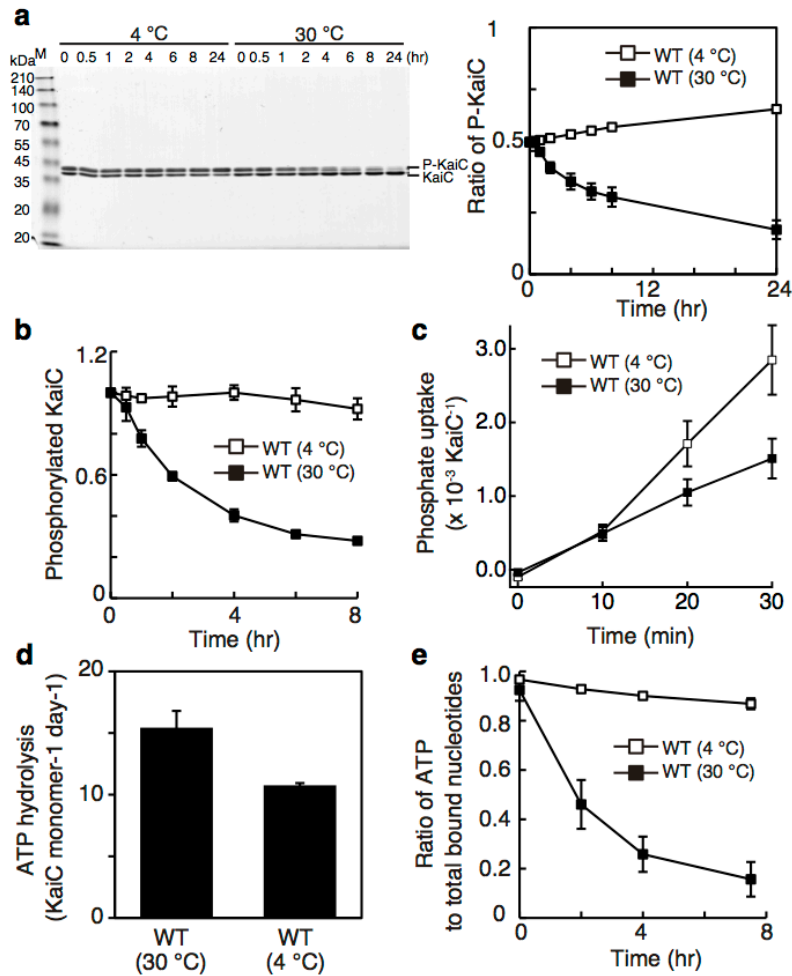 a
4 °C 30 °C
kDa M 0 0.5 1 2 4 6 8 24 0 0.5 1 2 4 6 8 24 (hr)
210
140
100
70
55
45
35
20
20
P-KaiC
KaiC
Ratio of P-KaiC
1
0.5
0
WT (4 °C)
WT (30 °C)
0 12 24
Time (hr)
b
Phosphorylated KaiC
1.2
0.6
0
WT (4 °C)
WT (30 °C)
0 4 8
Time (hr)
c
Phosphate uptake
(x 10-3 KaiC-1)
3.0
2.0
1.0
0.0
WT (4 °C)
WT (30 °C)
0 10 20 30
Time (min)
d
ATP hydrolysis
(KaiC monomer-1 day-1)
20
10
0
WT
(30 °C)
WT
(4 °C)
e
Ratio of ATP
to total bound nucleotides
1.0
0.8
0.6
0.4
0.2
WT (4 °C)
WT (30 °C)
0 4 8
Time (hr)